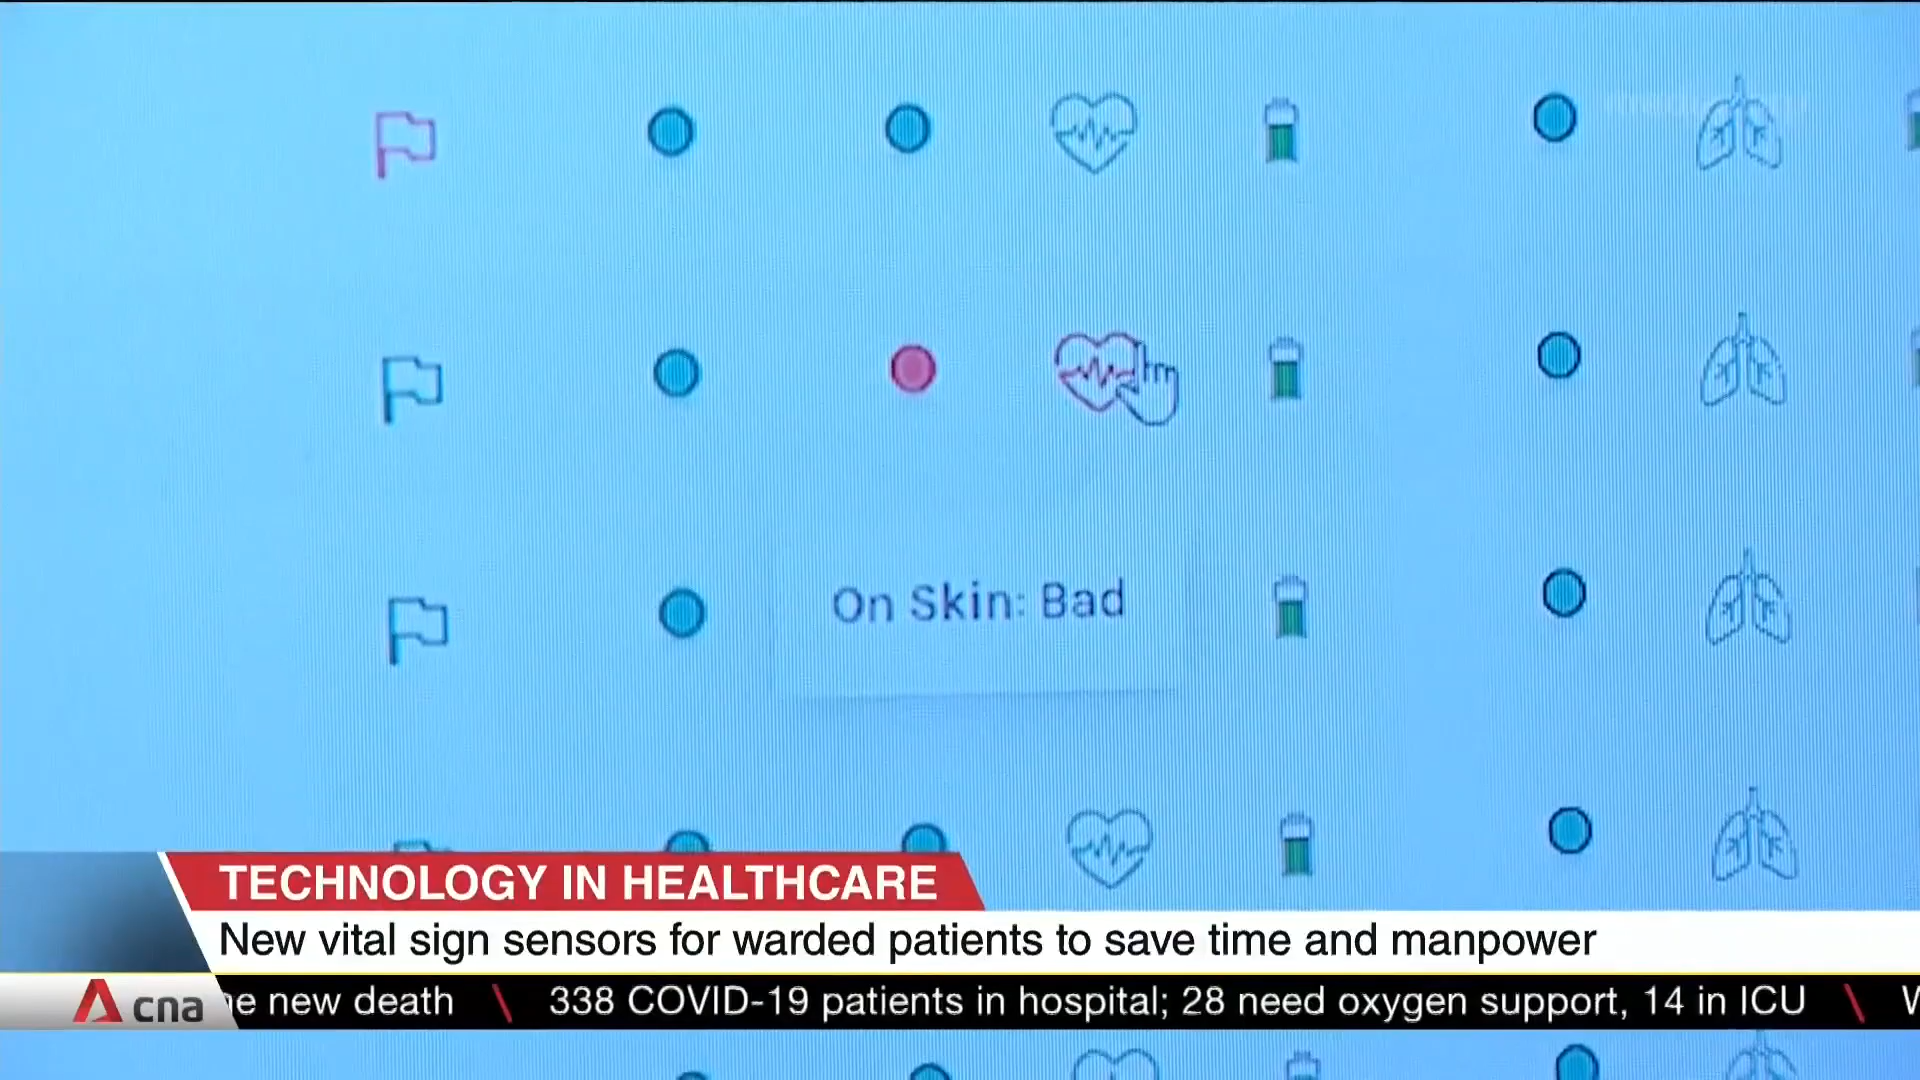 On Skin: Bad
TECHNOLOGY IN HEALTHCARE
New vital sign sensors for warded patients to save time and manpower
cna
new death \ 338 COVID-19 patients in hospital; 28 need oxygen support, 14 in ICU \